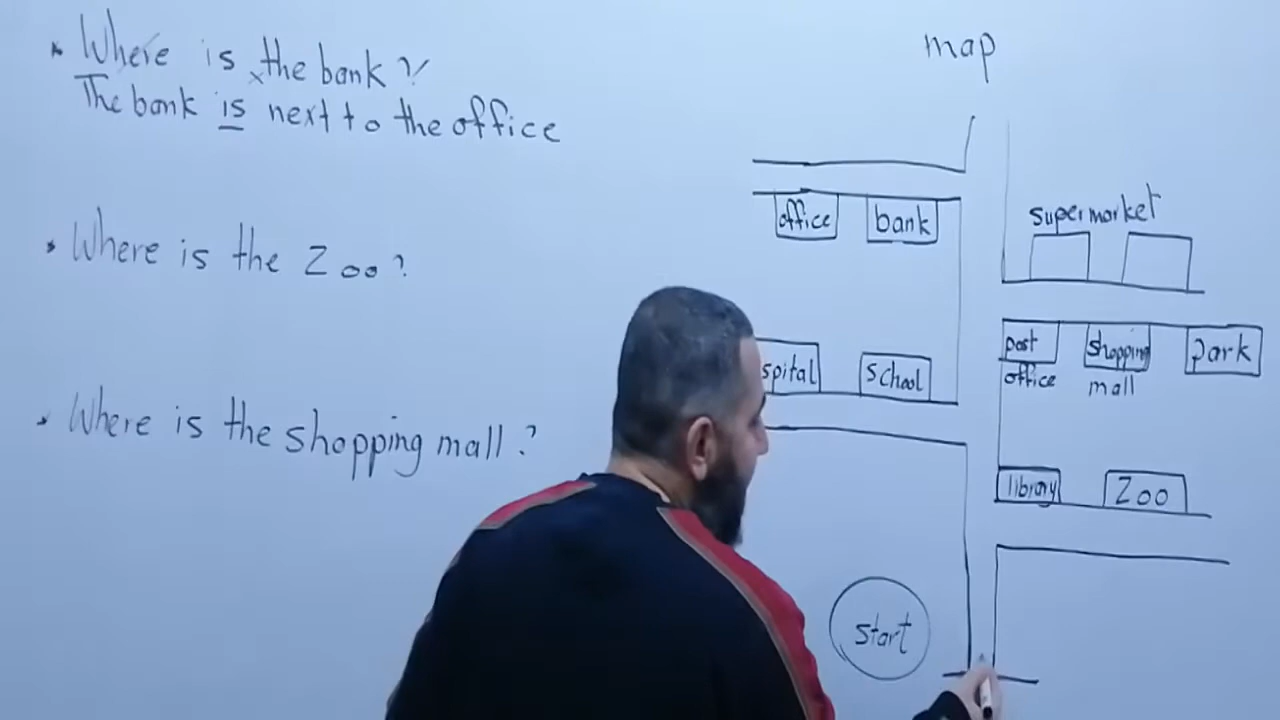 Where is the bank?
The bank is next to the office
Where is the Zoo?
Where is the shopping mall?
map
office
bank
supermarket
post
office
shopping
mall
park
spital
school
library
Zoo
start